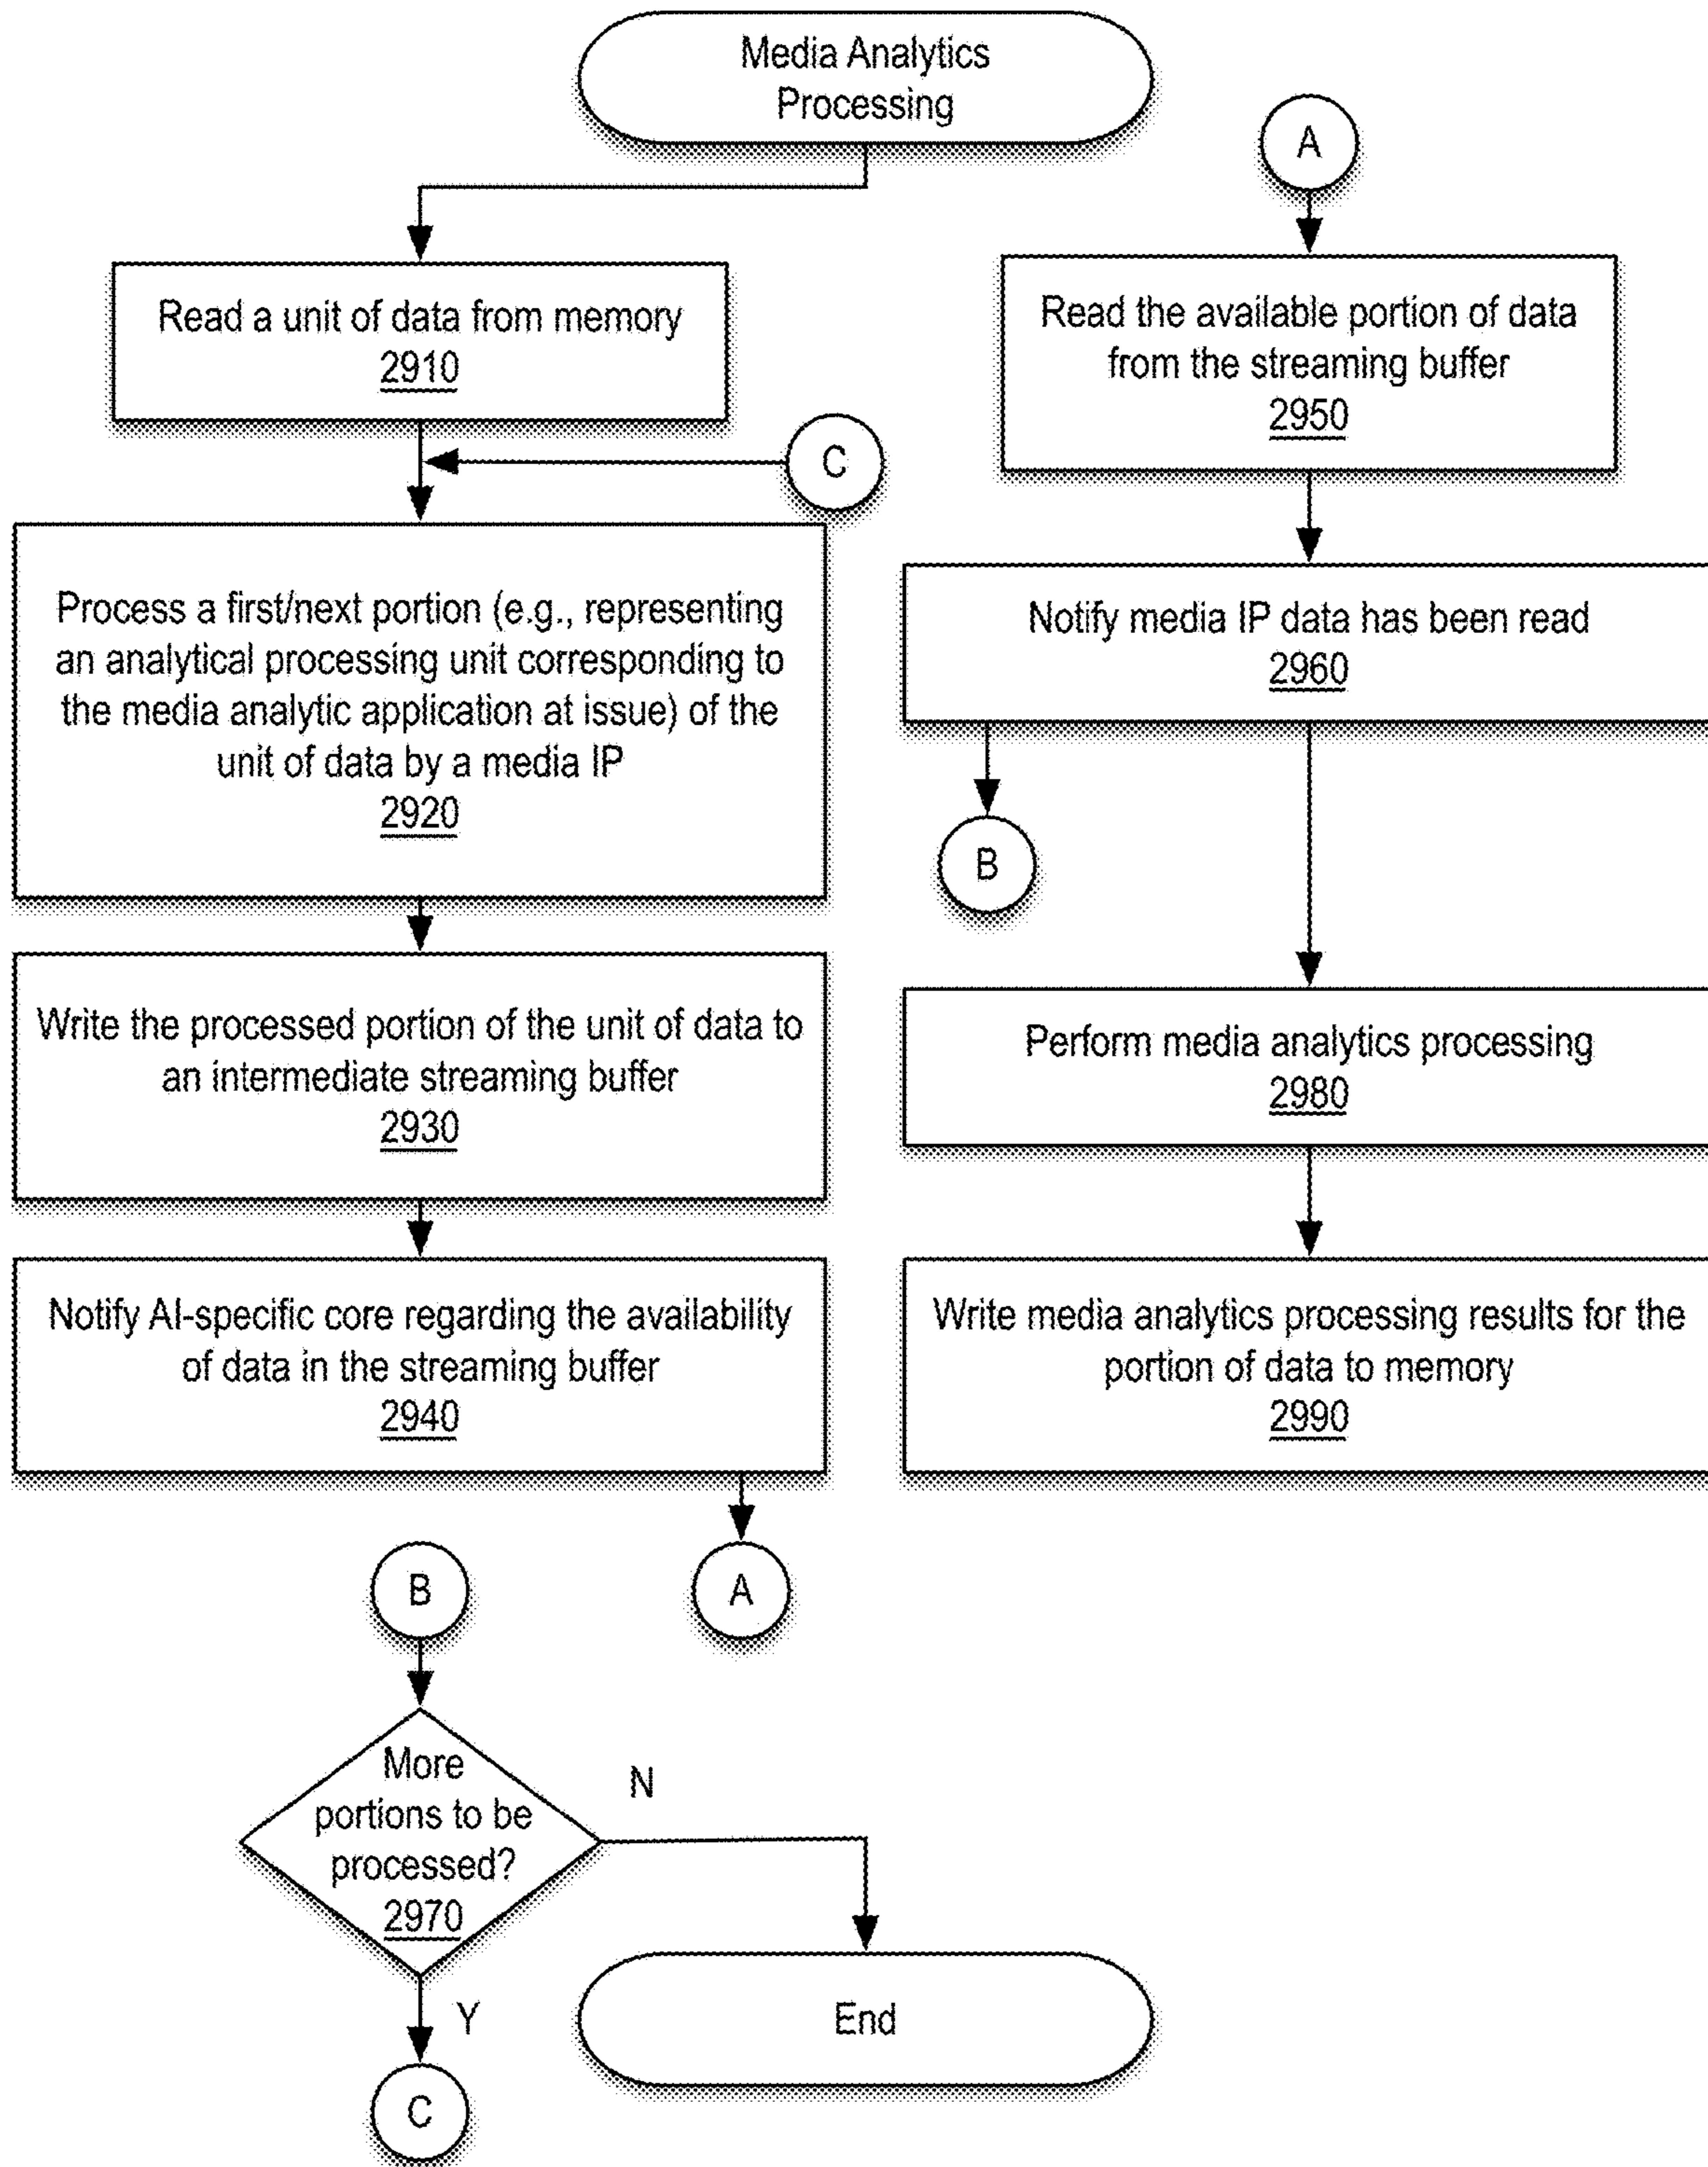 Media Analytics
Processing
A
Read a unit of data from memory
2910
Read the available portion of data
from the streaming buffer
2950
C
Process a first/next portion (e.g., representing
an analytical processing unit corresponding to
the media analytic application at issue) of the
unit of data by a media IP
2920
Notify media IP data has been read
2960
B
Write the processed portion of the unit of data to
an intermediate streaming buffer
2930
Perform media analytics processing
2980
Notify AI-specific core regarding the availability
of data in the streaming buffer
2940
Write media analytics processing results for the
portion of data to memory
2990
B
A
More
portions to be
processed?
2970
N
Y
End
C